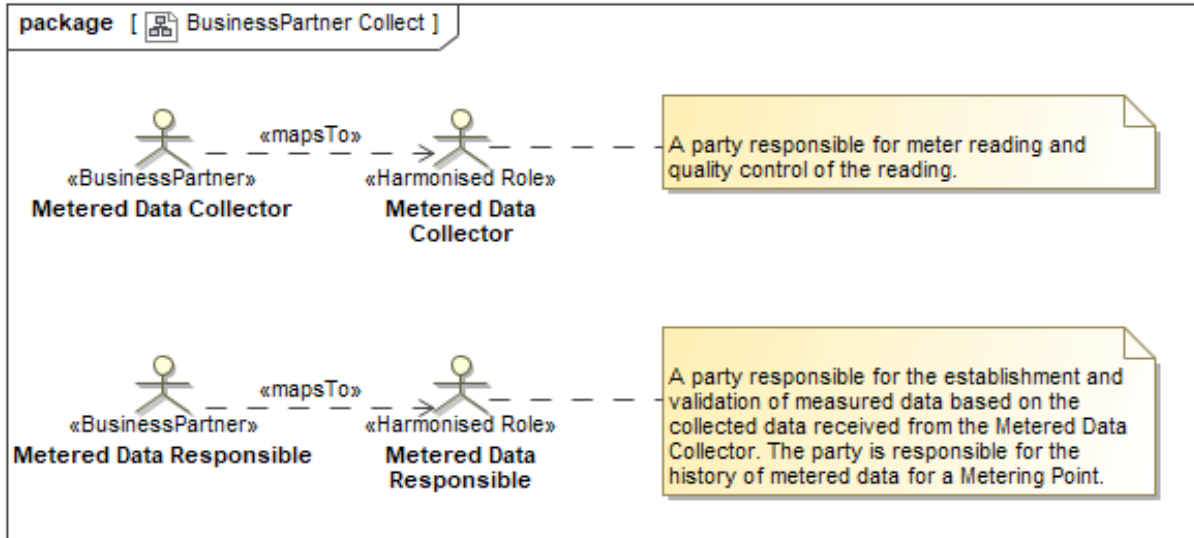 package [ BusinessPartner Collect ]
«mapsTo»
«BusinessPartner»
Metered Data Collector
«Harmonised Role»
Metered Data
Collector
A party responsible for meter reading and
quality control of the reading.
«mapsTo»
«BusinessPartner»
Metered Data Responsible
«Harmonised Role»
Metered Data
Responsible
A party responsible for the establishment and
validation of measured data based on the
collected data received from the Metered Data
Collector. The party is responsible for the
history of metered data for a Metering Point.